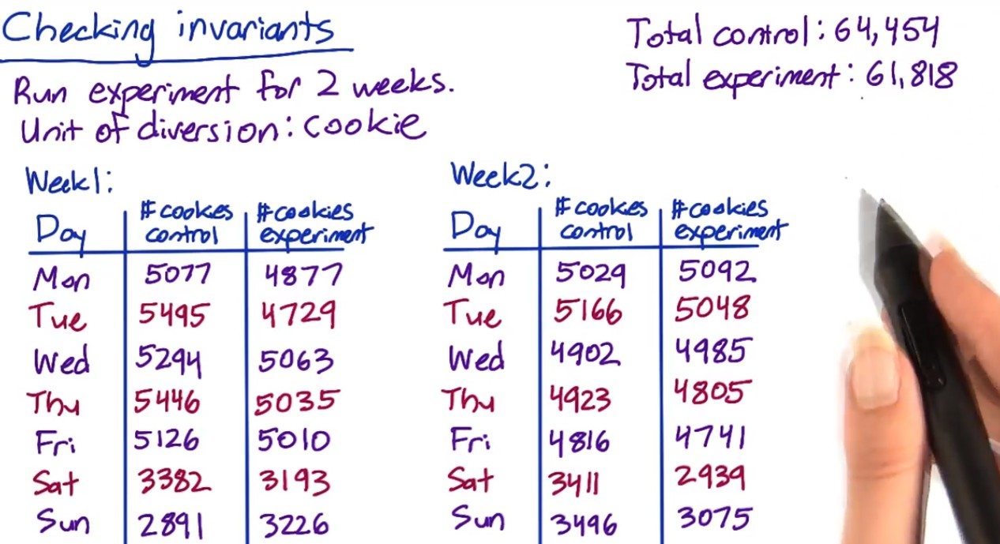 Checking invariants
Total control: 64,454
Total experiment: 61,818
Run experiment for 2 weeks.
Unit of diversion: cookie
Week1:
Day # cookies control # cookies experiment
Mon 5077 4877
Tue 5495 4729
Wed 5294 5063
Thu 5446 5035
Fri 5126 5010
Sat 3382 3193
Sun 2891 3226
Week2:
Day # cookies control # cookies experiment
Mon 5029 5092
Tue 5166 5048
Wed 4902 4985
Thu 4923 4805
Fri 4816 4741
Sat 3411 2939
Sun 3496 3075